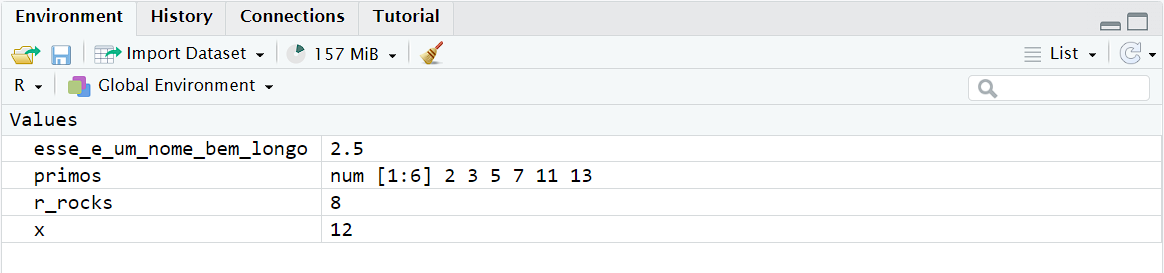 Environment History Connections Tutorial
Import Dataset 157 MiB List
R Global Environment
Values
esse_e_um_nome_bem_longo 2.5
primos num [1:6] 2 3 5 7 11 13
r_rocks 8
x 12